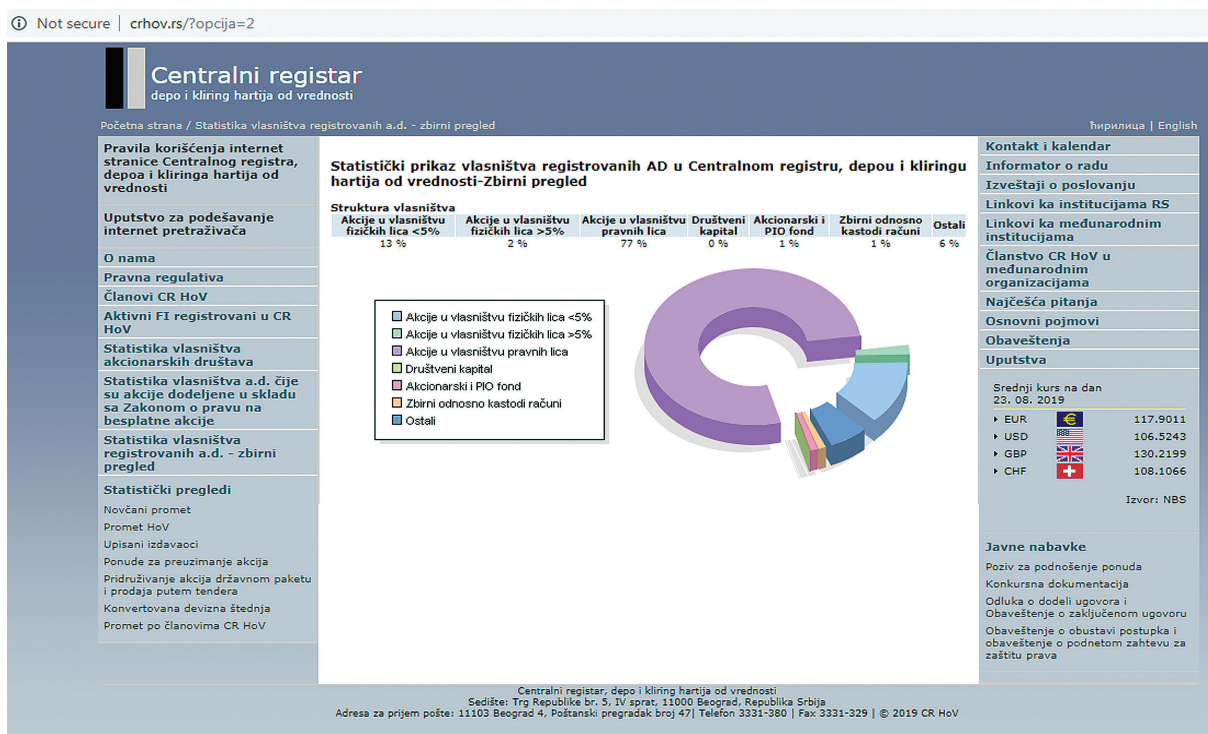 Not secure | crhov.rs/?opcija=2
Centralni registar
depo i kliring hartija od vrednosti
Početna strana / Statistika vlasništva registrovanih a.d. - zbirni pregled
ћирилица | English
Pravila korišćenja internet
stranice Centralnog registra,
depoa i kliringa hartija od
vrednosti
Uputstvo za podešavanje
internet pretraživača
O nama
Pravna regulativa
Članovi CR HoV
Aktivni FI registrovani u CR
HoV
Statistika vlasništva
akcionarskih društava
Statistika vlasništva a.d. čije
su akcije dodeljene u skladu
sa Zakonom o pravu na
besplatne akcije
Statistika vlasništva
registrovanih a.d. - zbirni
pregled
Statistički pregledi
Novčani promet
Promet HoV
Upisani izdavaoci
Ponude za preuzimanje akcija
Pridruživanje akcija državnom paketu
i prodaja putem tendera
Konvertovana devizna štednja
Promet po članovima CR HoV
Statistički prikaz vlasništva registrovanih AD u Centralnom registru, depou i kliringu
hartija od vrednosti-Zbirni pregled
Struktura vlasništva
Akcije u vlasništvu Akcije u vlasništvu Akcije u vlasništvu Društveni Akcionarski i Zbirni odnosno Ostali
fizičkih lica <5% fizičkih lica >5% pravnih lica kapital PIO fond kastodi računi
13 % 2 % 77 % 0 % 1 % 1 % 6 %
Akcije u vlasništvu fizičkih lica <5%
Akcije u vlasništvu fizičkih lica >5%
Akcije u vlasništvu pravnih lica
Društveni kapital
Akcionarski i PIO fond
Zbirni odnosno kastodi računi
Ostali
Kontakt i kalendar
Informator o radu
Izveštaji o poslovanju
Linkovi ka institucijama RS
Linkovi ka međunarodnim
institucijama
Članstvo CR HoV u
međunarodnim
organizacijama
Najčešća pitanja
Osnovni pojmovi
Obaveštenja
Uputstva
Srednji kurs na dan
23. 08. 2019
EUR € 117.9011
USD 106.5243
GBP 130.2199
CHF 108.1066
Izvor: NBS
Javne nabavke
Poziv za podnošenje ponuda
Konkursna dokumentacija
Odluka o dodeli ugovora i
Obaveštenje o zaključenom ugovoru
Obaveštenje o obustavi postupka i
obaveštenje o podnetom zahtevu za
zaštitu prava
Centralni registar, depo i kliring hartija od vrednosti
Sedište: Trg Republike br. 5, IV sprat, 11000 Beograd, Republika Srbija
Adresa za prijem pošte: 11103 Beograd 4, Poštanski pregradak broj 47| Telefon 3331-380 | Fax 3331-329 | © 2019 CR HoV